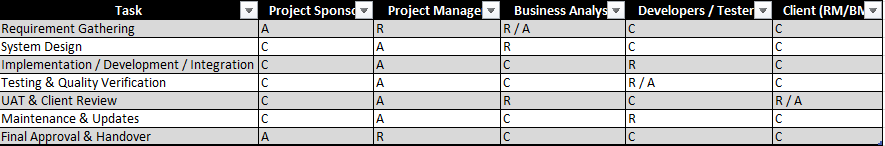 Task Project Sponso Project Manage Business Analys Developers / Tester Client (RM/BM
Requirement Gathering A R R / A C C
System Design C A R C C
Implementation / Development / Integration C A C R C
Testing & Quality Verification C A C R / A C
UAT & Client Review C A R C R / A
Maintenance & Updates C A C R C
Final Approval & Handover A R C C C